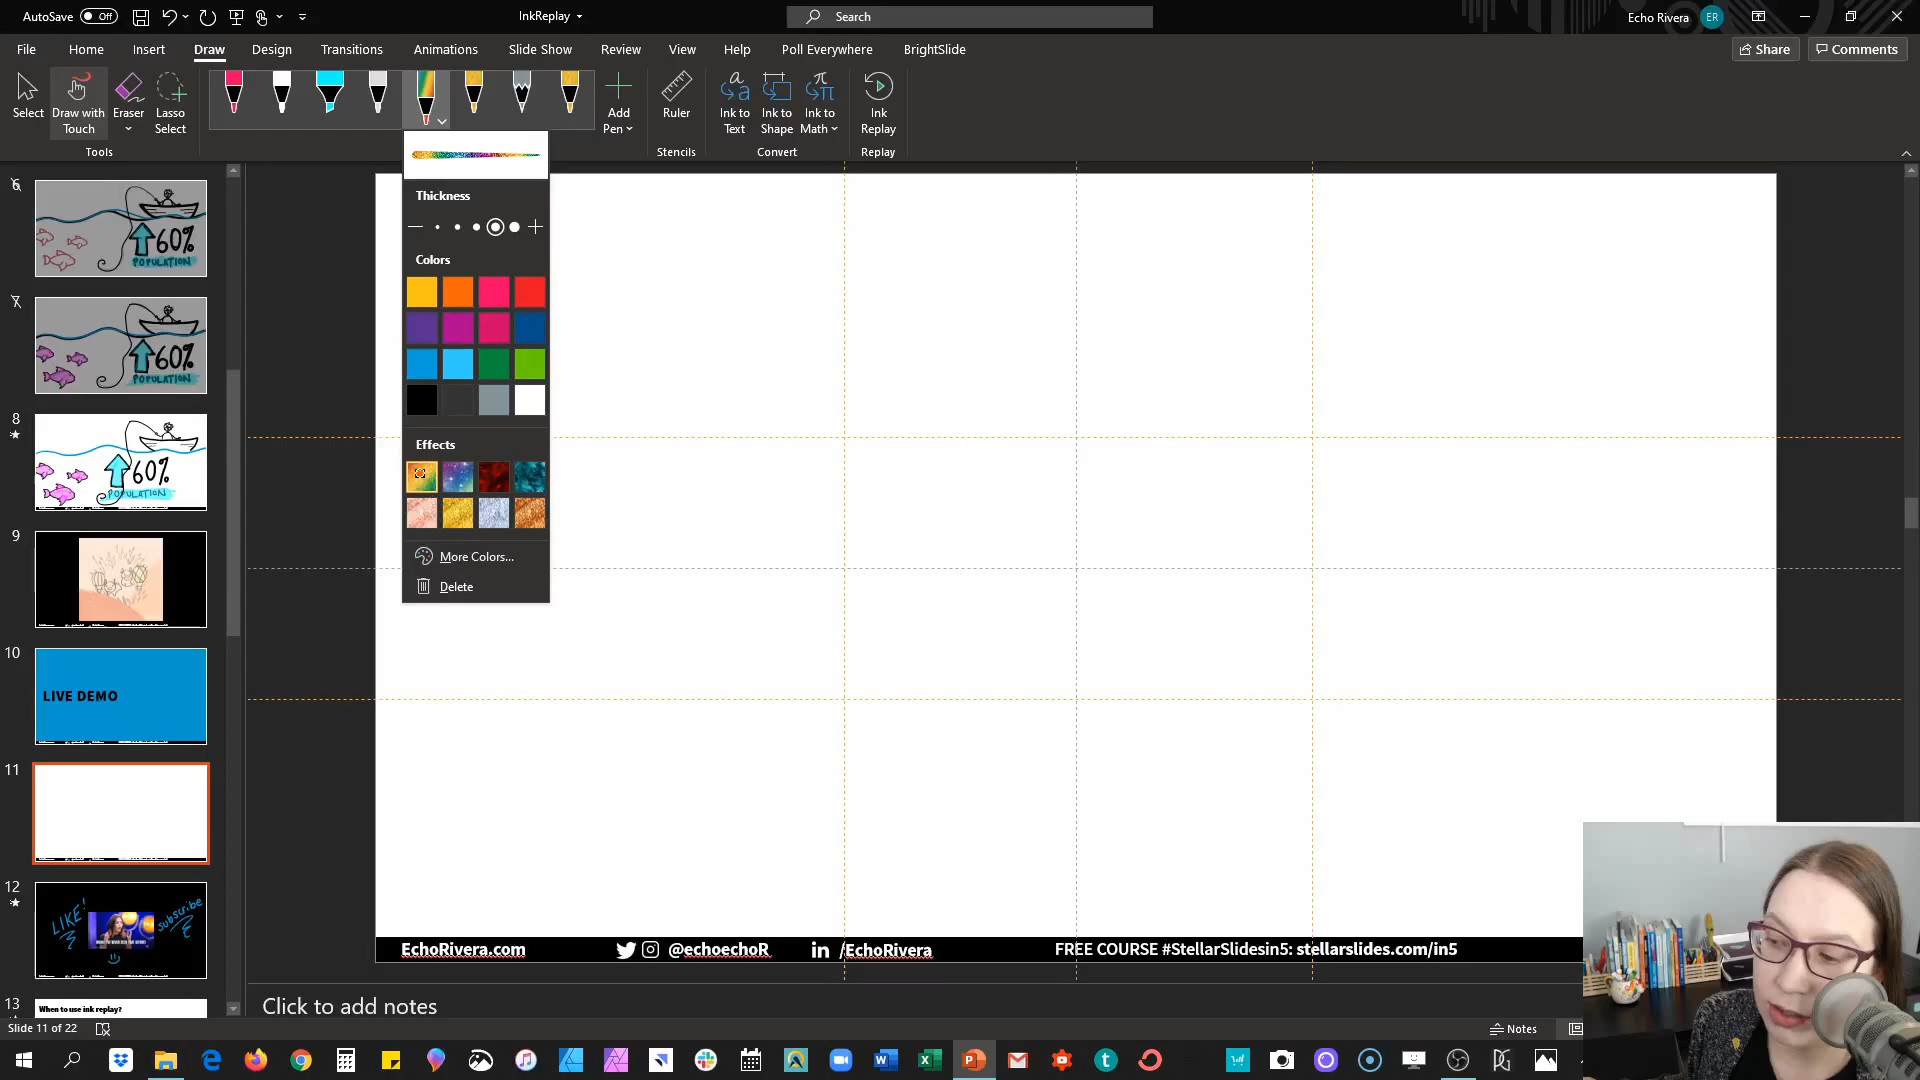 AutoSave Off
InkReplay
Search
Echo Rivera ER
File Home Insert Draw Design Transitions Animations Slide Show Review View Help Poll Everywhere BrightSlide
Share Comments
Select
Draw with Touch
Eraser
Lasso Select
Add Pen
Ruler
Ink to Text
Ink to Shape
Ink to Math
Ink Replay
Tools Stencils Convert Replay
Thickness
Colors
Effects
More Colors...
Delete
6
60%
POPULATION
7
60%
POPULATION
8
60%
POPULATION
9
10
LIVE DEMO
11
12
LIKE!
subscribe
13
When to use ink replay?
EchoRivera.com @echoechoR in /EchoRivera FREE COURSE #StellarSlidesin5: stellarslides.com/in5
Click to add notes
Slide 11 of 22
Notes